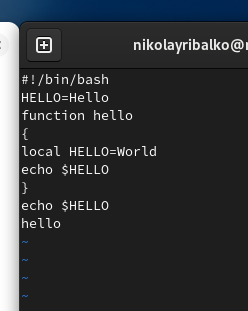 nikolayribalko@
#!/bin/bash
HELLO=Hello
function hello
{
local HELLO=World
echo $HELLO
}
echo $HELLO
hello
~
~
~
~